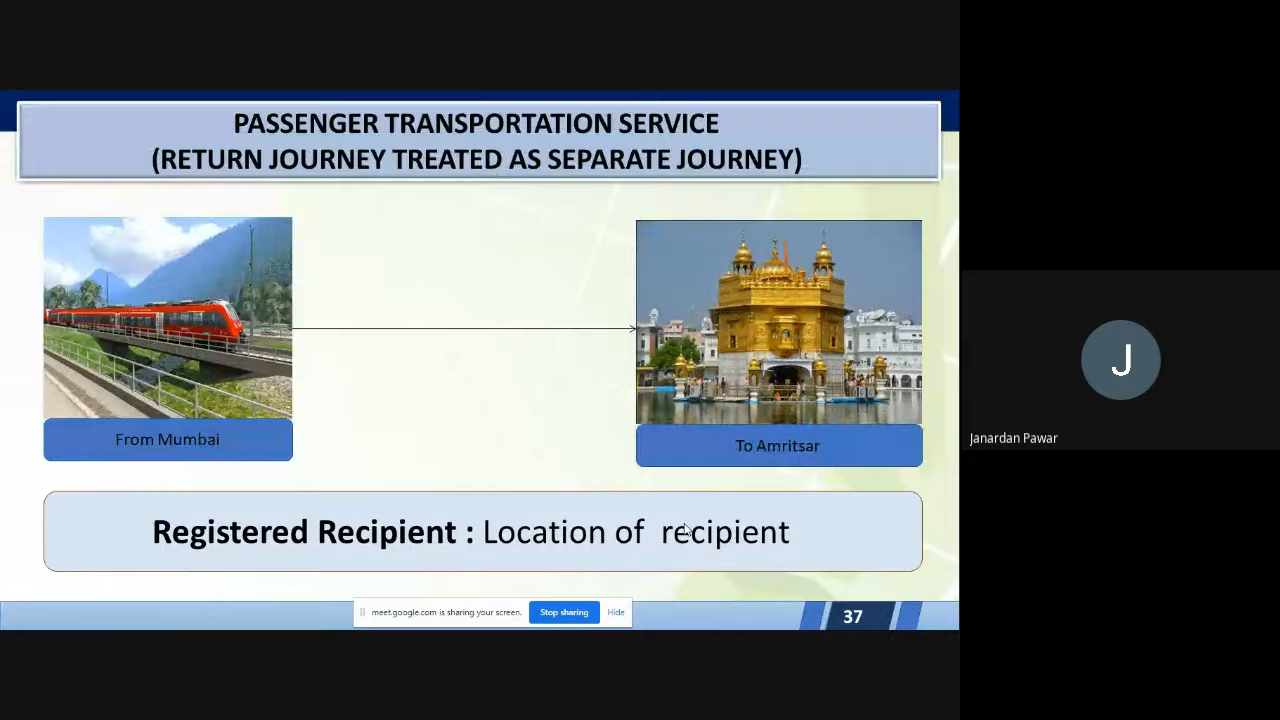 PASSENGER TRANSPORTATION SERVICE
(RETURN JOURNEY TREATED AS SEPARATE JOURNEY)
From Mumbai
To Amritsar
Registered Recipient : Location of recipient
meet.google.com is sharing your screen.
Stop sharing
Hide
37
J
Janardan Pawar